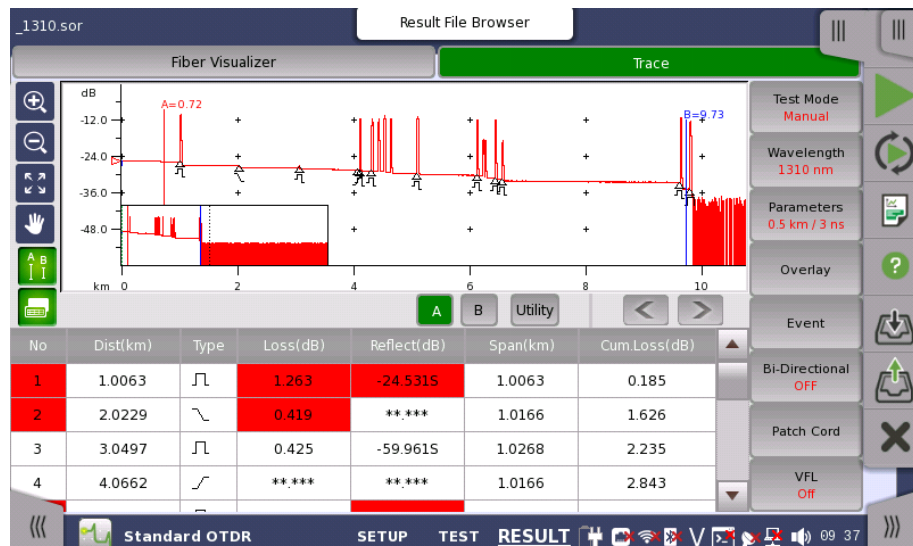 _1310.sor
Result File Browser
Fiber Visualizer
Trace
dB
-12.0
-24.0
-36.0
-48.0
A=0.72
B=9.73
km 0 2 4 6 8 10
A B
A B Utility < >
No Dist(km) Type Loss(dB) Reflect(dB) Span(km) Cum.Loss(dB)
1 1.0063 1.263 -24.531S 1.0063 0.185
2 2.0229 0.419 **.*** 1.0166 1.626
3 3.0497 0.425 -59.961S 1.0268 2.235
4 4.0662 **.*** **.*** 1.0166 2.843
Test Mode
Manual
Wavelength
1310 nm
Parameters
0.5 km / 3 ns
Overlay
Event
Bi-Directional
OFF
Patch Cord
VFL
Off
?
Standard OTDR SETUP TEST RESULT V 09 37